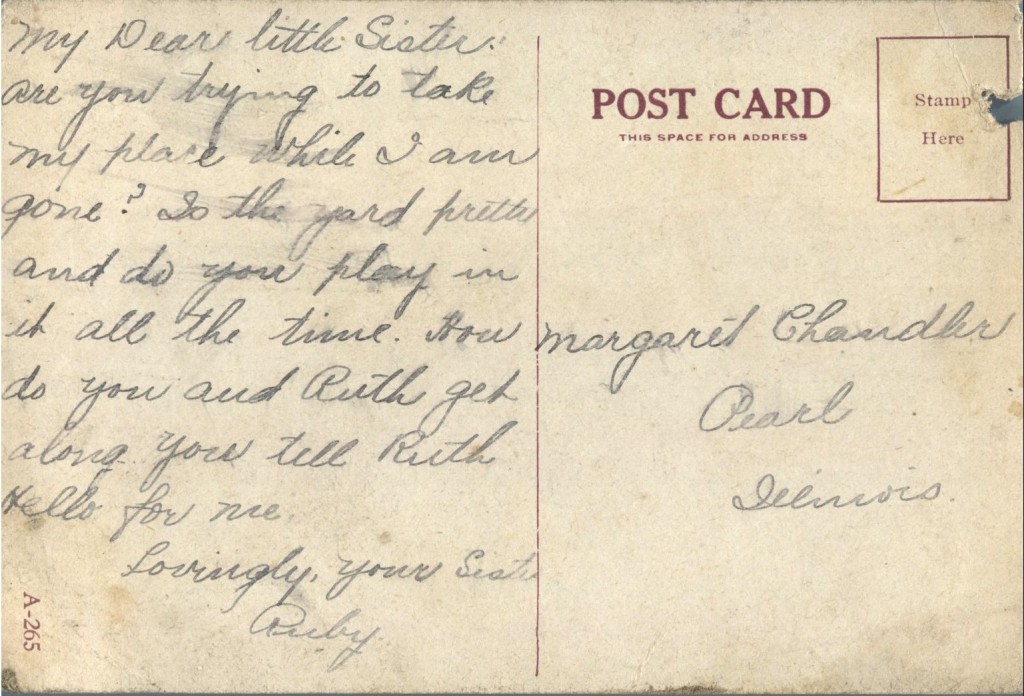 My Dear little Sister.
are you trying to take
my place while I am
gone? Is the yard prette
and do you play in
it all the time. How
do you and Ruth get
along. You tell Ruth
Hello for me.
Lovingly, your Siste
Ruby.
A-265
POST CARD
THIS SPACE FOR ADDRESS
Stamp
Here
Margaret Chandler
Pearl
Illinois.